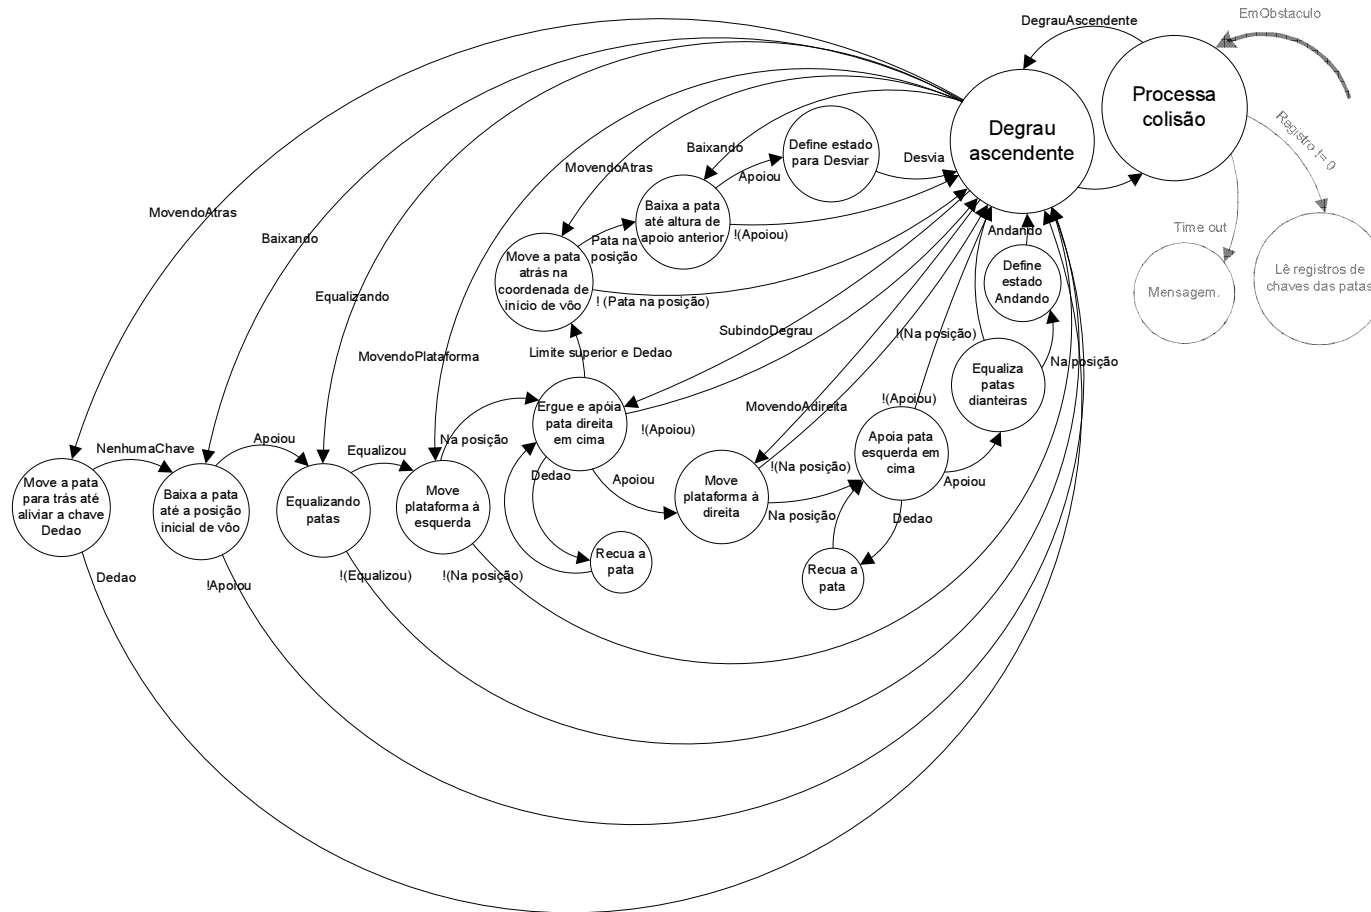 EmObstaculo
DegrauAscendente
Processa
colisão
Registro != 0
Degrau
ascendente
Define estado
para Desviar
Desvia
Baixando
Apoiou
MovendoAtras
Baixa a pata
até altura de
apoio anterior
!(Apoiou)
MovendoAtras
Baixando
Pata na
posição
Move a pata
atrás na
coordenada de
início de vôo
! (Pata na posição)
Andando
Define
estado
Andando
Time out
Mensagem.
Lê registros de
chaves das patas
Equalizando
MovendoPlataforma
Limite superior e Dedao
SubindoDegrau
!(Na posição)
Na posição
Equaliza
patas
dianteiras
Ergue e apóia
pata direita
em cima
!(Apoiou)
MovendoAdireita
!(Apoiou)
Apoia pata
esquerda em
cima
NenhumaChave
Apoiou
Equalizou
Na posição
Dedao
Apoiou
!(Na posição)
Apoiou
Move a pata
para trás até
aliviar a chave
Dedao
Baixa a pata
até a posição
inicial de vôo
Equalizando
patas
Move
plataforma à
esquerda
Move
plataforma à
direita
Na posição
Dedao
Recua a
pata
Recua a
pata
Dedao
!Apoiou
!(Equalizou)
!(Na posição)